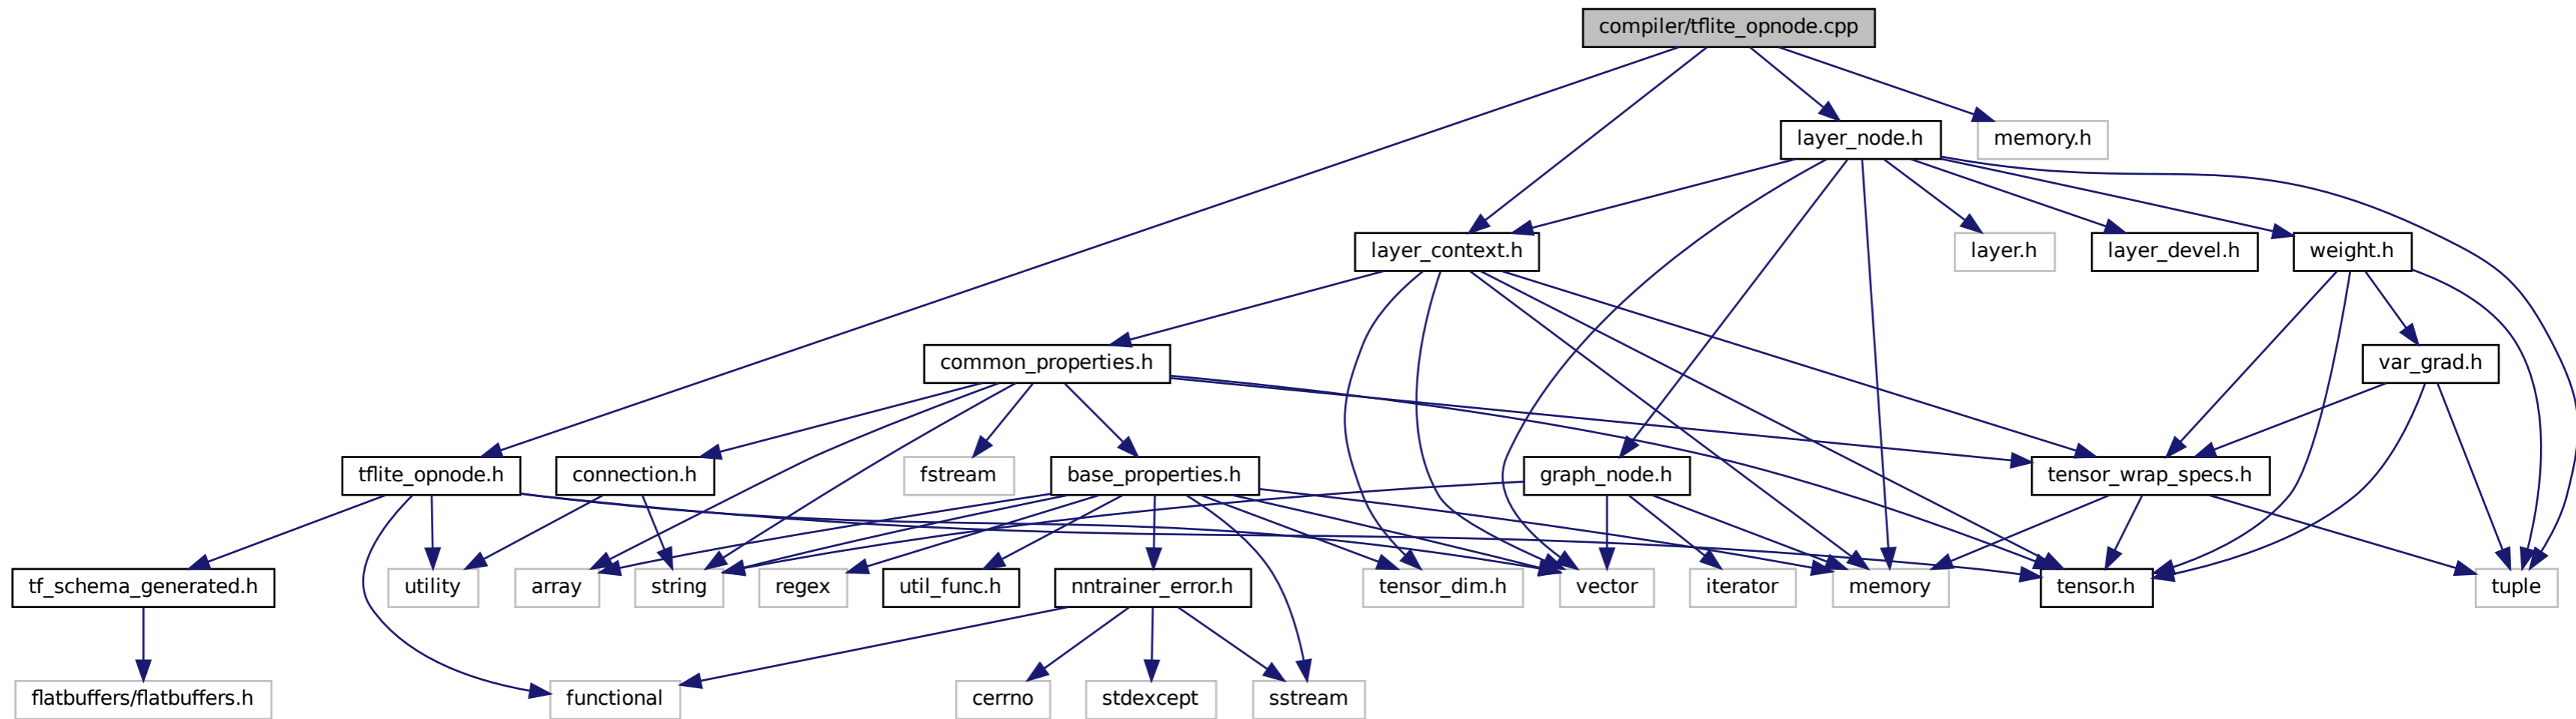 compiler/tflite_opnode.cpp
layer_node.h
memory.h
layer_context.h
layer.h
layer_devel.h
weight.h
common_properties.h
var_grad.h
tflite_opnode.h
connection.h
fstream
base_properties.h
graph_node.h
tensor_wrap_specs.h
tf_schema_generated.h
utility
array
string
regex
util_func.h
nntrainer_error.h
tensor_dim.h
vector
iterator
memory
tensor.h
tuple
flatbuffers/flatbuffers.h
functional
cerrno
stdexcept
sstream